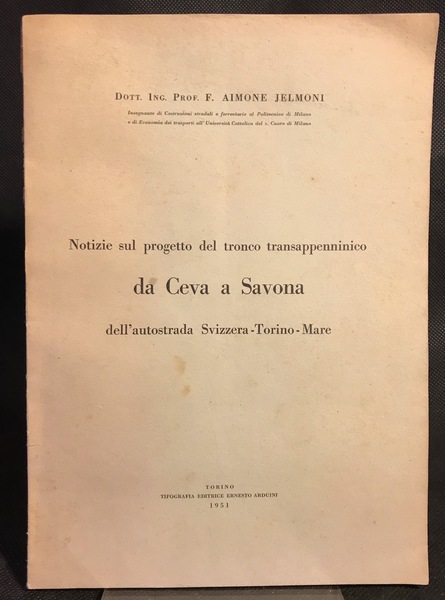 DOTT. ING. PROF. F. AIMONE JELMONI
Insegnante di Costruzioni stradali e ferroviarie al Politecnico di Milano
e di Economia dei trasporti all'Università Cattolica del s. Cuore di Milano
Notizie sul progetto del tronco transappenninico
da Ceva a Savona
dell'autostrada Svizzera-Torino-Mare
TORINO
TIPOGRAFIA EDITRICE ERNESTO ARDUINI
1951